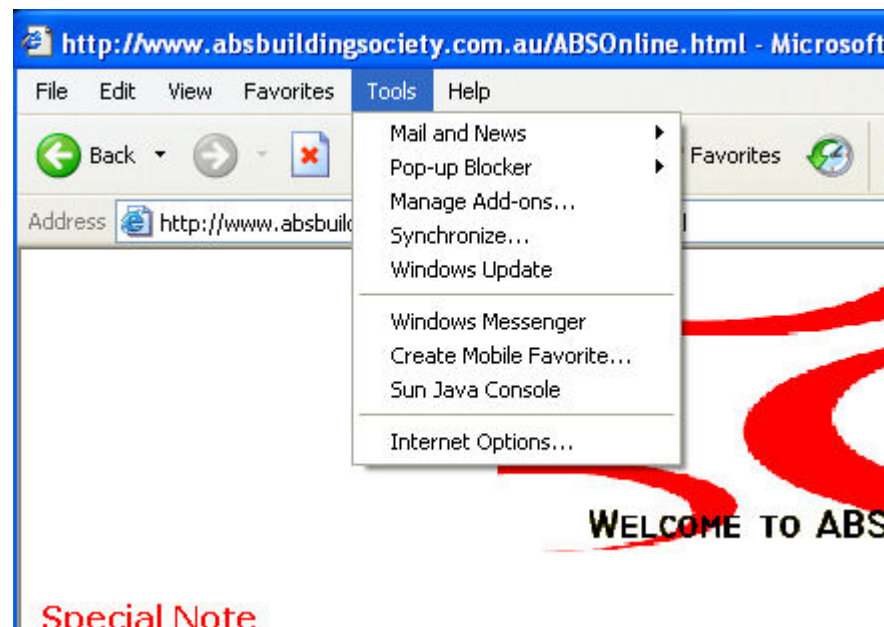 http://www.absbuildingsociety.com.au/ABSOnline.html - Microsoft
File Edit View Favorites Tools Help
Back Favorites
Address http://www.absbuild
Mail and News
Pop-up Blocker
Manage Add-ons...
Synchronize...
Windows Update
Windows Messenger
Create Mobile Favorite...
Sun Java Console
Internet Options...
WELCOME TO ABS
Special Note